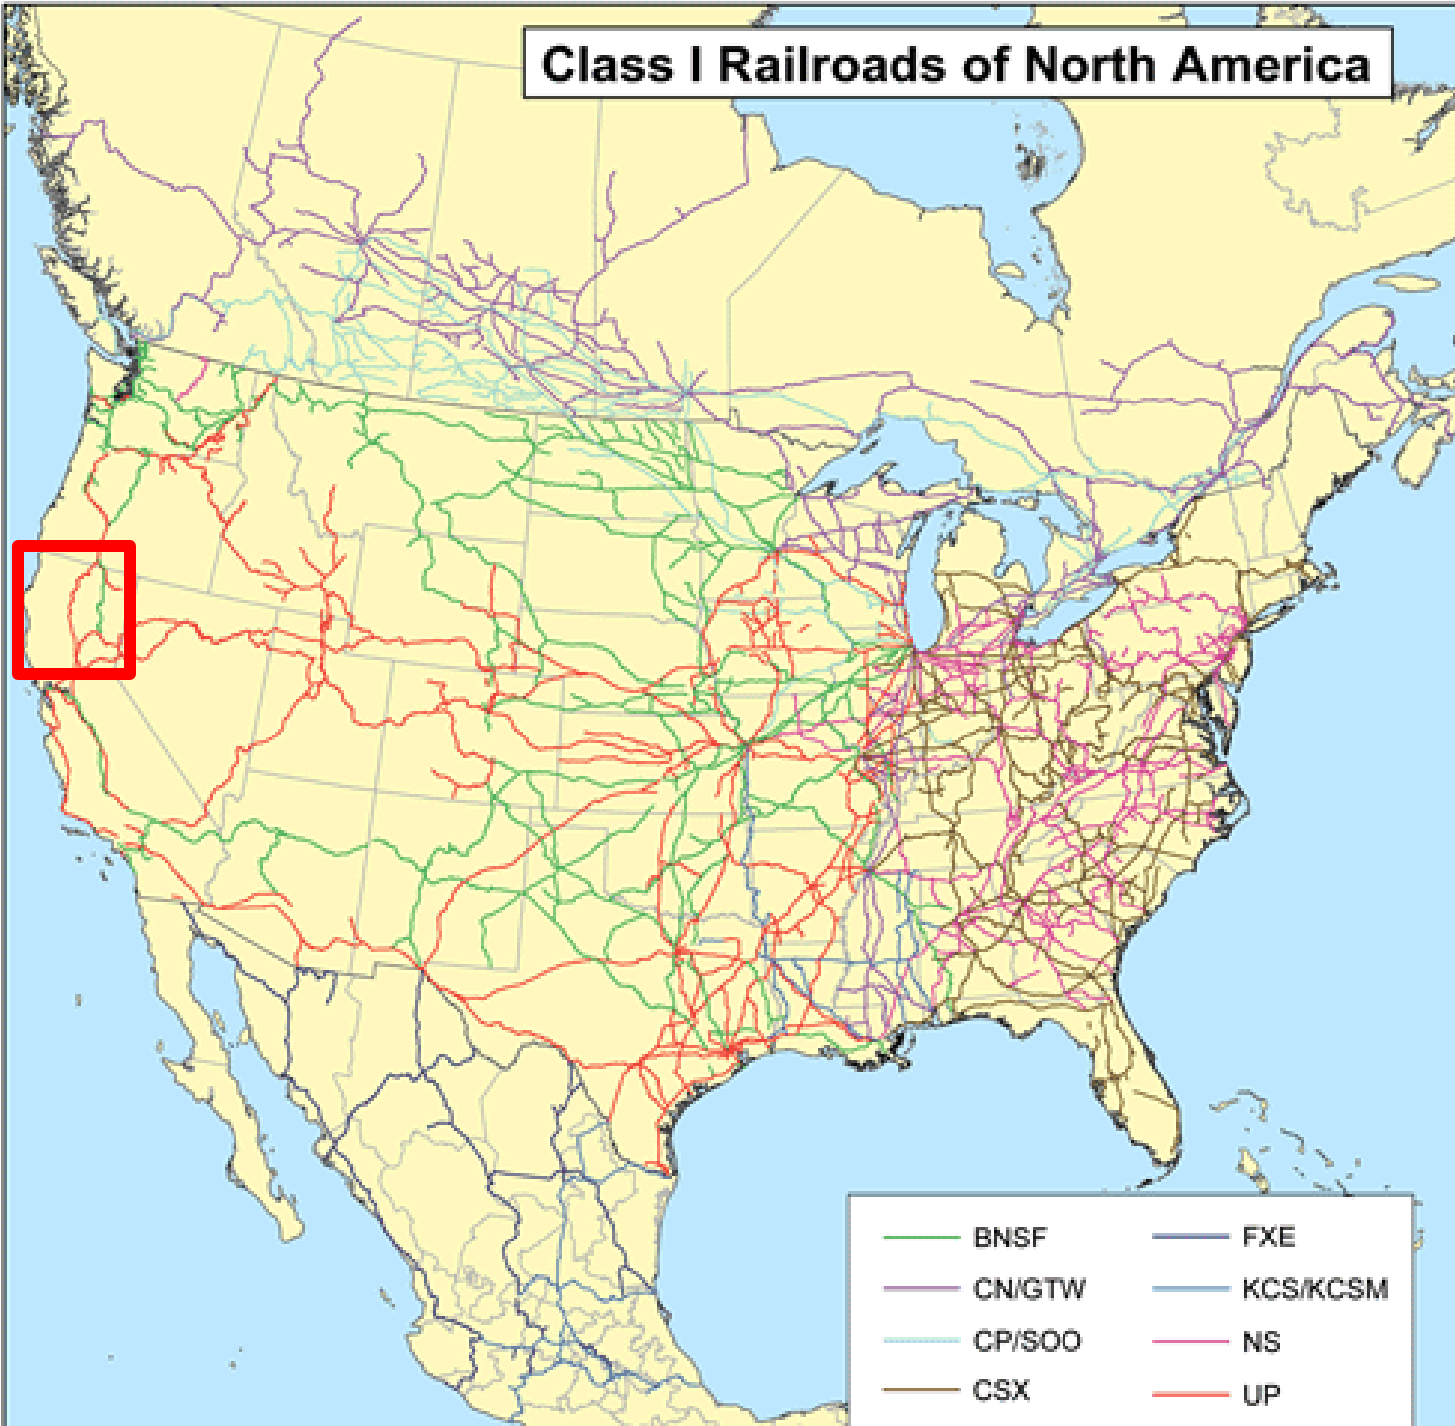 Class I Railroads of North America
BNSF
CN/GTW
CP/SOO
CSX
FXE
KCS/KCSM
NS
UP